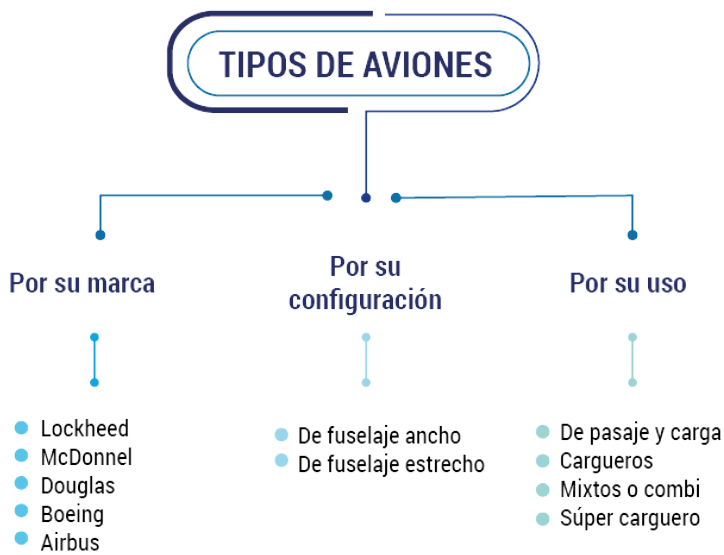 TIPOS DE AVIONES
Por su marca
Lockheed
McDonnel
Douglas
Boeing
Airbus
Por su
configuración
De fuselaje ancho
De fuselaje estrecho
Por su uso
De pasaje y carga
Cargueros
Mixtos o combi
Súper carguero